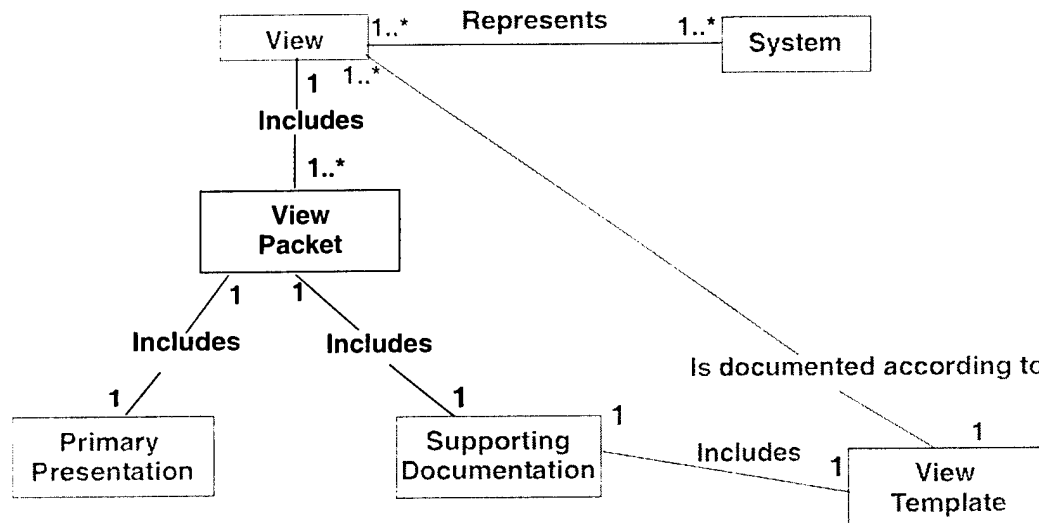 Represents
1..*
1..*
View
System
1..*
1
Includes
1..*
View
Packet
1
1
Includes
Includes
Is documented according to
1
1
1
1
Primary
Presentation
Supporting
Documentation
Includes
1
View
Template